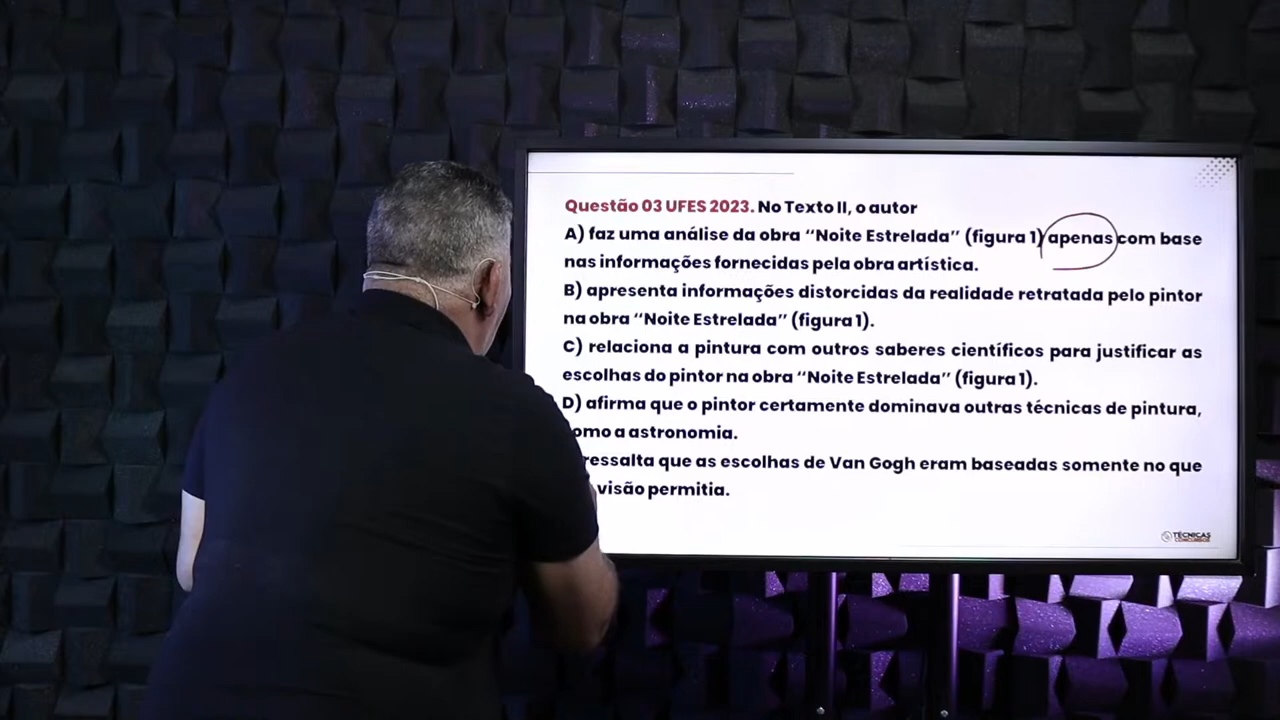 Questão 03 UFES 2023. No Texto II, o autor
A) faz uma análise da obra “Noite Estrelada” (figura 1) apenas com base
nas informações fornecidas pela obra artística.
B) apresenta informações distorcidas da realidade retratada pelo pintor
na obra “Noite Estrelada” (figura 1).
C) relaciona a pintura com outros saberes científicos para justificar as
escolhas do pintor na obra “Noite Estrelada” (figura 1).
D) afirma que o pintor certamente dominava outras técnicas de pintura,
omo a astronomia.
ressalta que as escolhas de Van Gogh eram baseadas somente no que
visão permitia.
TÉCNICAS
CONCURSOS